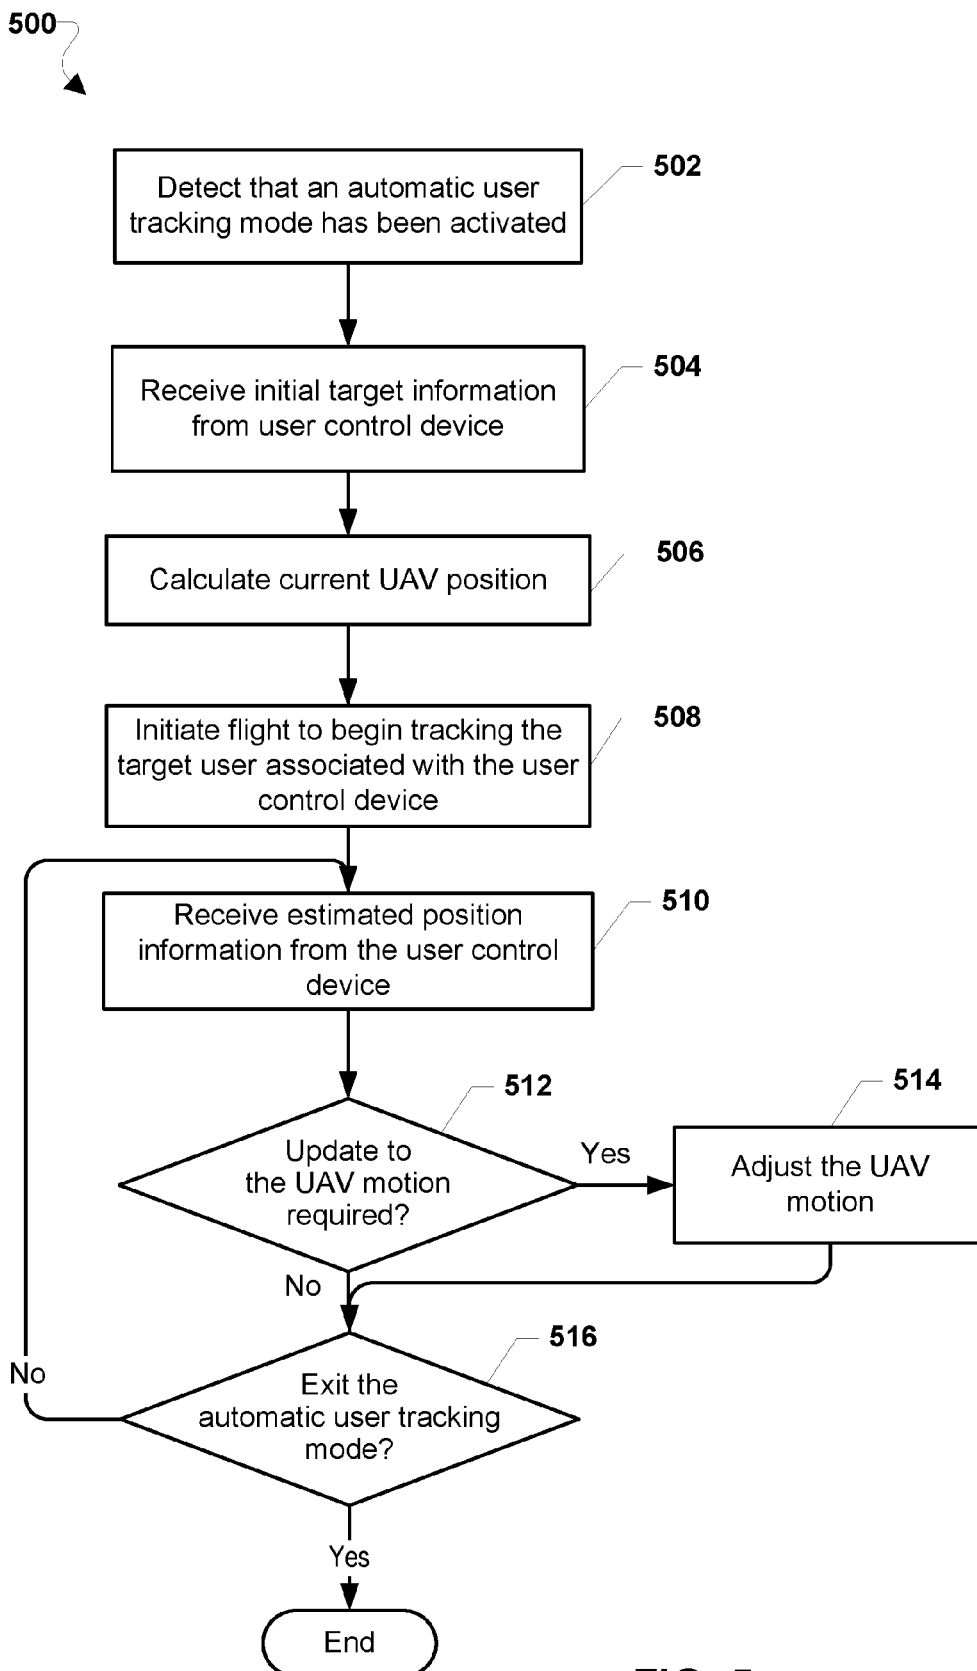 500
502
Detect that an automatic user
tracking mode has been activated
504
Receive initial target information
from user control device
506
Calculate current UAV position
508
Initiate flight to begin tracking the
target user associated with the user
control device
510
Receive estimated position
information from the user control
device
512
Update to
the UAV motion
required?
Yes
514
Adjust the UAV
motion
No
516
Exit the
automatic user tracking
mode?
No
Yes
End